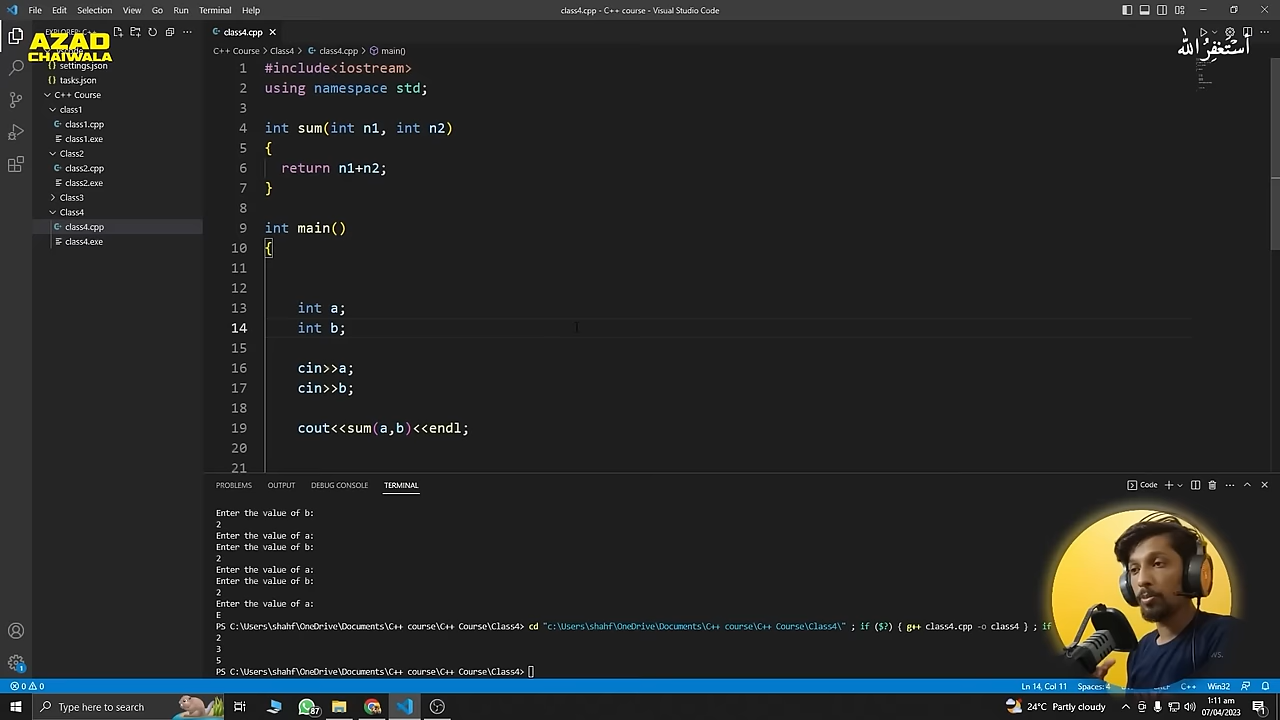 File Edit Selection View Go Run Terminal Help
class4.cpp - C++ course - Visual Studio Code
AZAD
CHAIWALA
settings.json
tasks.json
C++ Course
class1
class1.cpp
class1.exe
Class2
class2.cpp
class2.exe
Class3
Class4
class4.cpp
class4.exe
class4.cpp
C++ Course > Class4 > class4.cpp > main()
أستغفر الله
1 #include<iostream>
2 using namespace std;
3
4 int sum(int n1, int n2)
5 {
6 return n1+n2;
7 }
8
9 int main()
10 {
11
12
13 int a;
14 int b;
15
16 cin>>a;
17 cin>>b;
18
19 cout<<sum(a,b)<<endl;
20
21
PROBLEMS OUTPUT DEBUG CONSOLE TERMINAL
Code
Enter the value of b:
2
Enter the value of a:
Enter the value of b:
2
Enter the value of a:
Enter the value of b:
2
Enter the value of a:
E
PS C:\Users\shahf\OneDrive\Documents\C++ course\C++ Course\Class4> cd "c:\Users\shahf\OneDrive\Documents\C++ course\C++ Course\Class4\" ; if ($?) { g++ class4.cpp -o class4 } ; if
2
3
5
PS C:\Users\shahf\OneDrive\Documents\C++ course\C++ Course\Class4>
0 0
Ln 14, Col 11 Spaces: 4 C++ Win32
Type here to search
87
24°C Partly cloudy
1:11 am
07/04/2023